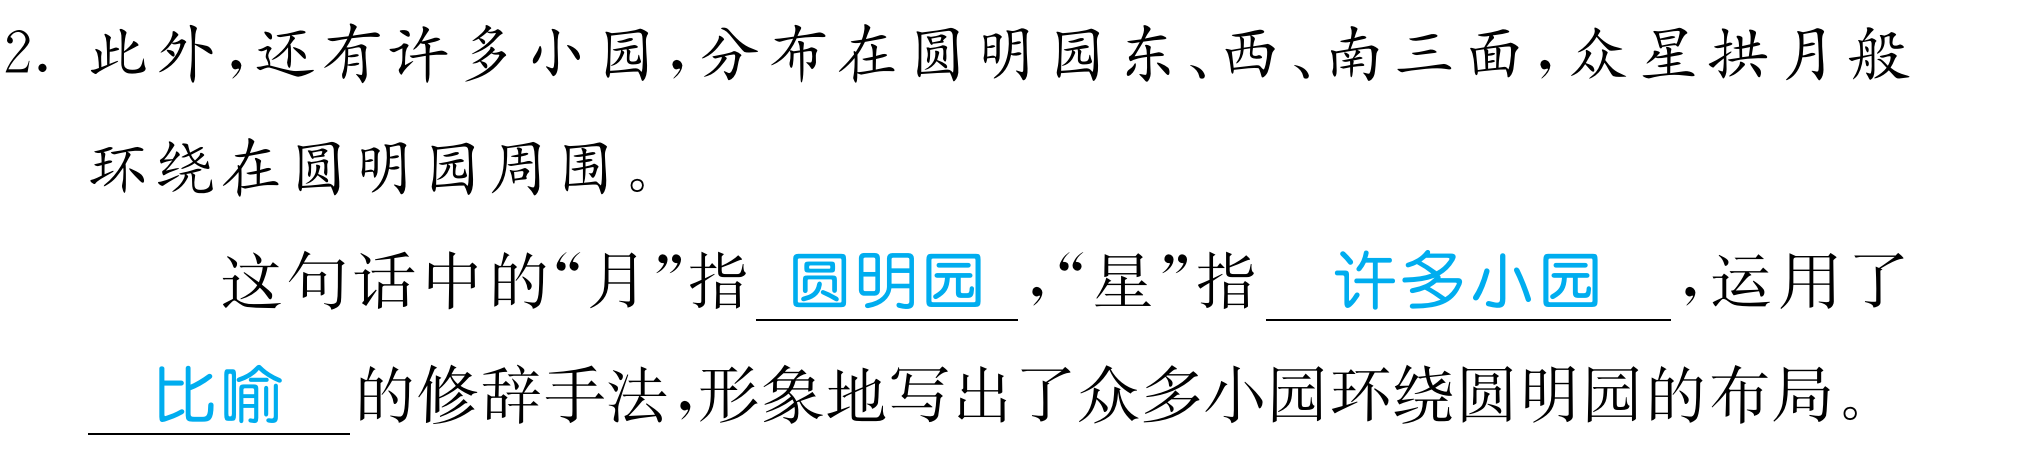 2. 此外,还有许多小园,分布在圆明园东、西、南三面,众星拱月般
环绕在圆明园周围。
这句话中的“月”指 圆明园 ,“星”指 许多小园 ,运用了
比喻 的修辞手法,形象地写出了众多小园环绕圆明园的布局。